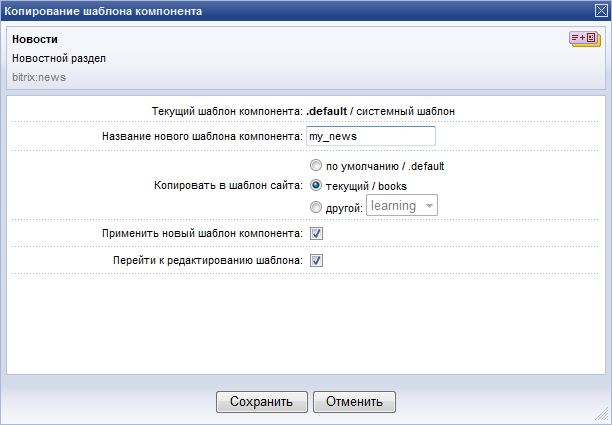 Копирование шаблона компонента
Новости
Новостной раздел
bitrix:news
Текущий шаблон компонента: .default / системный шаблон
Название нового шаблона компонента: my_news
по умолчанию / .default
Копировать в шаблон сайта: текущий / books
другой: learning
Применить новый шаблон компонента:
Перейти к редактированию шаблона:
Сохранить Отменить